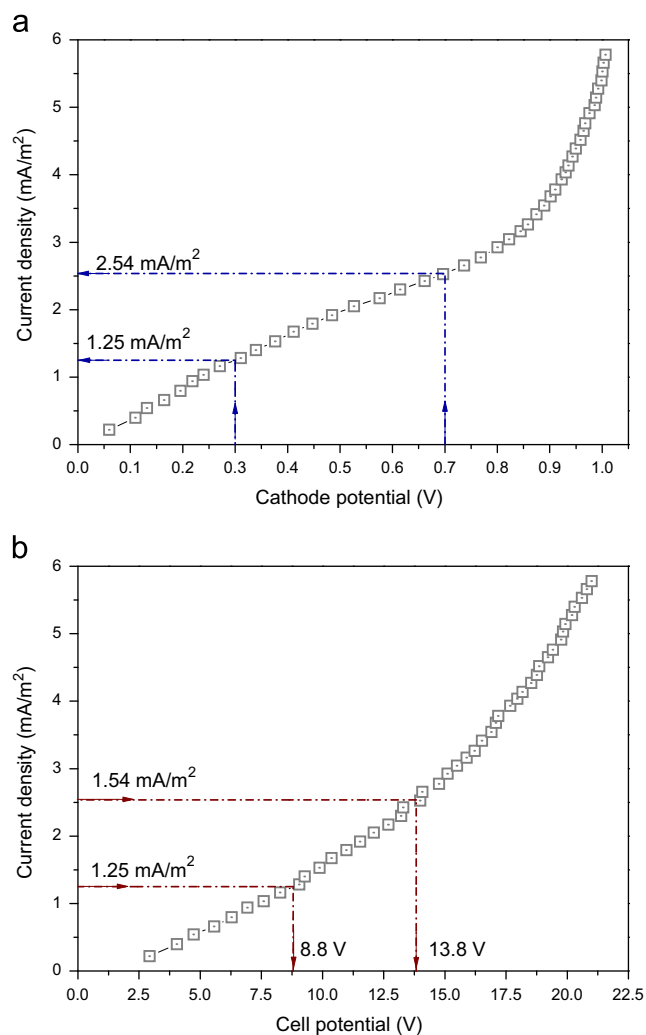 a
6
5
4
3
2
1
0
Current density (mA/m²)
2.54 mA/m²
1.25 mA/m²
0.0 0.1 0.2 0.3 0.4 0.5 0.6 0.7 0.8 0.9 1.0
Cathode potential (V)
b
6
5
4
3
2
1
0
Current density (mA/m²)
1.54 mA/m²
1.25 mA/m²
8.8 V 13.8 V
0.0 2.5 5.0 7.5 10.0 12.5 15.0 17.5 20.0 22.5
Cell potential (V)